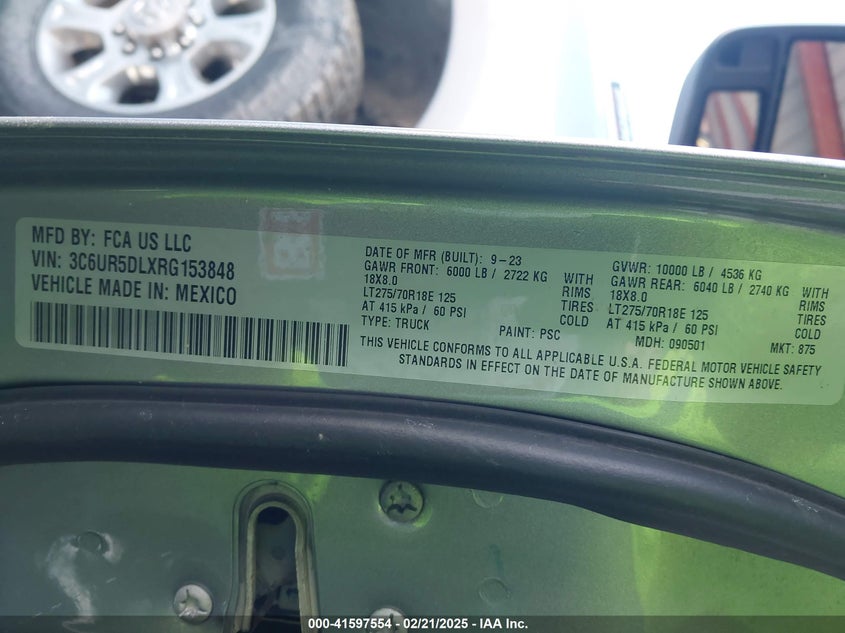 MFD BY: FCA US LLC
VIN: 3C6UR5DLXRG153848
VEHICLE MADE IN: MEXICO
DATE OF MFR (BUILT): 9-23
GAWR FRONT: 6000 LB / 2722 KG WITH
18X8.0 RIMS
LT275/70R18E 125 TIRES
AT 415 kPa / 60 PSI COLD
TYPE: TRUCK PAINT: PSC
GVWR: 10000 LB / 4536 KG
GAWR REAR: 6040 LB / 2740 KG WITH
18X8.0 RIMS
LT275/70R18E 125 TIRES
AT 415 kPa / 60 PSI COLD
MDH: 090501 MKT: 875
THIS VEHICLE CONFORMS TO ALL APPLICABLE U.S.A. FEDERAL MOTOR VEHICLE SAFETY
STANDARDS IN EFFECT ON THE DATE OF MANUFACTURE SHOWN ABOVE.
000-41597554 - 02/21/2025 - IAA Inc.